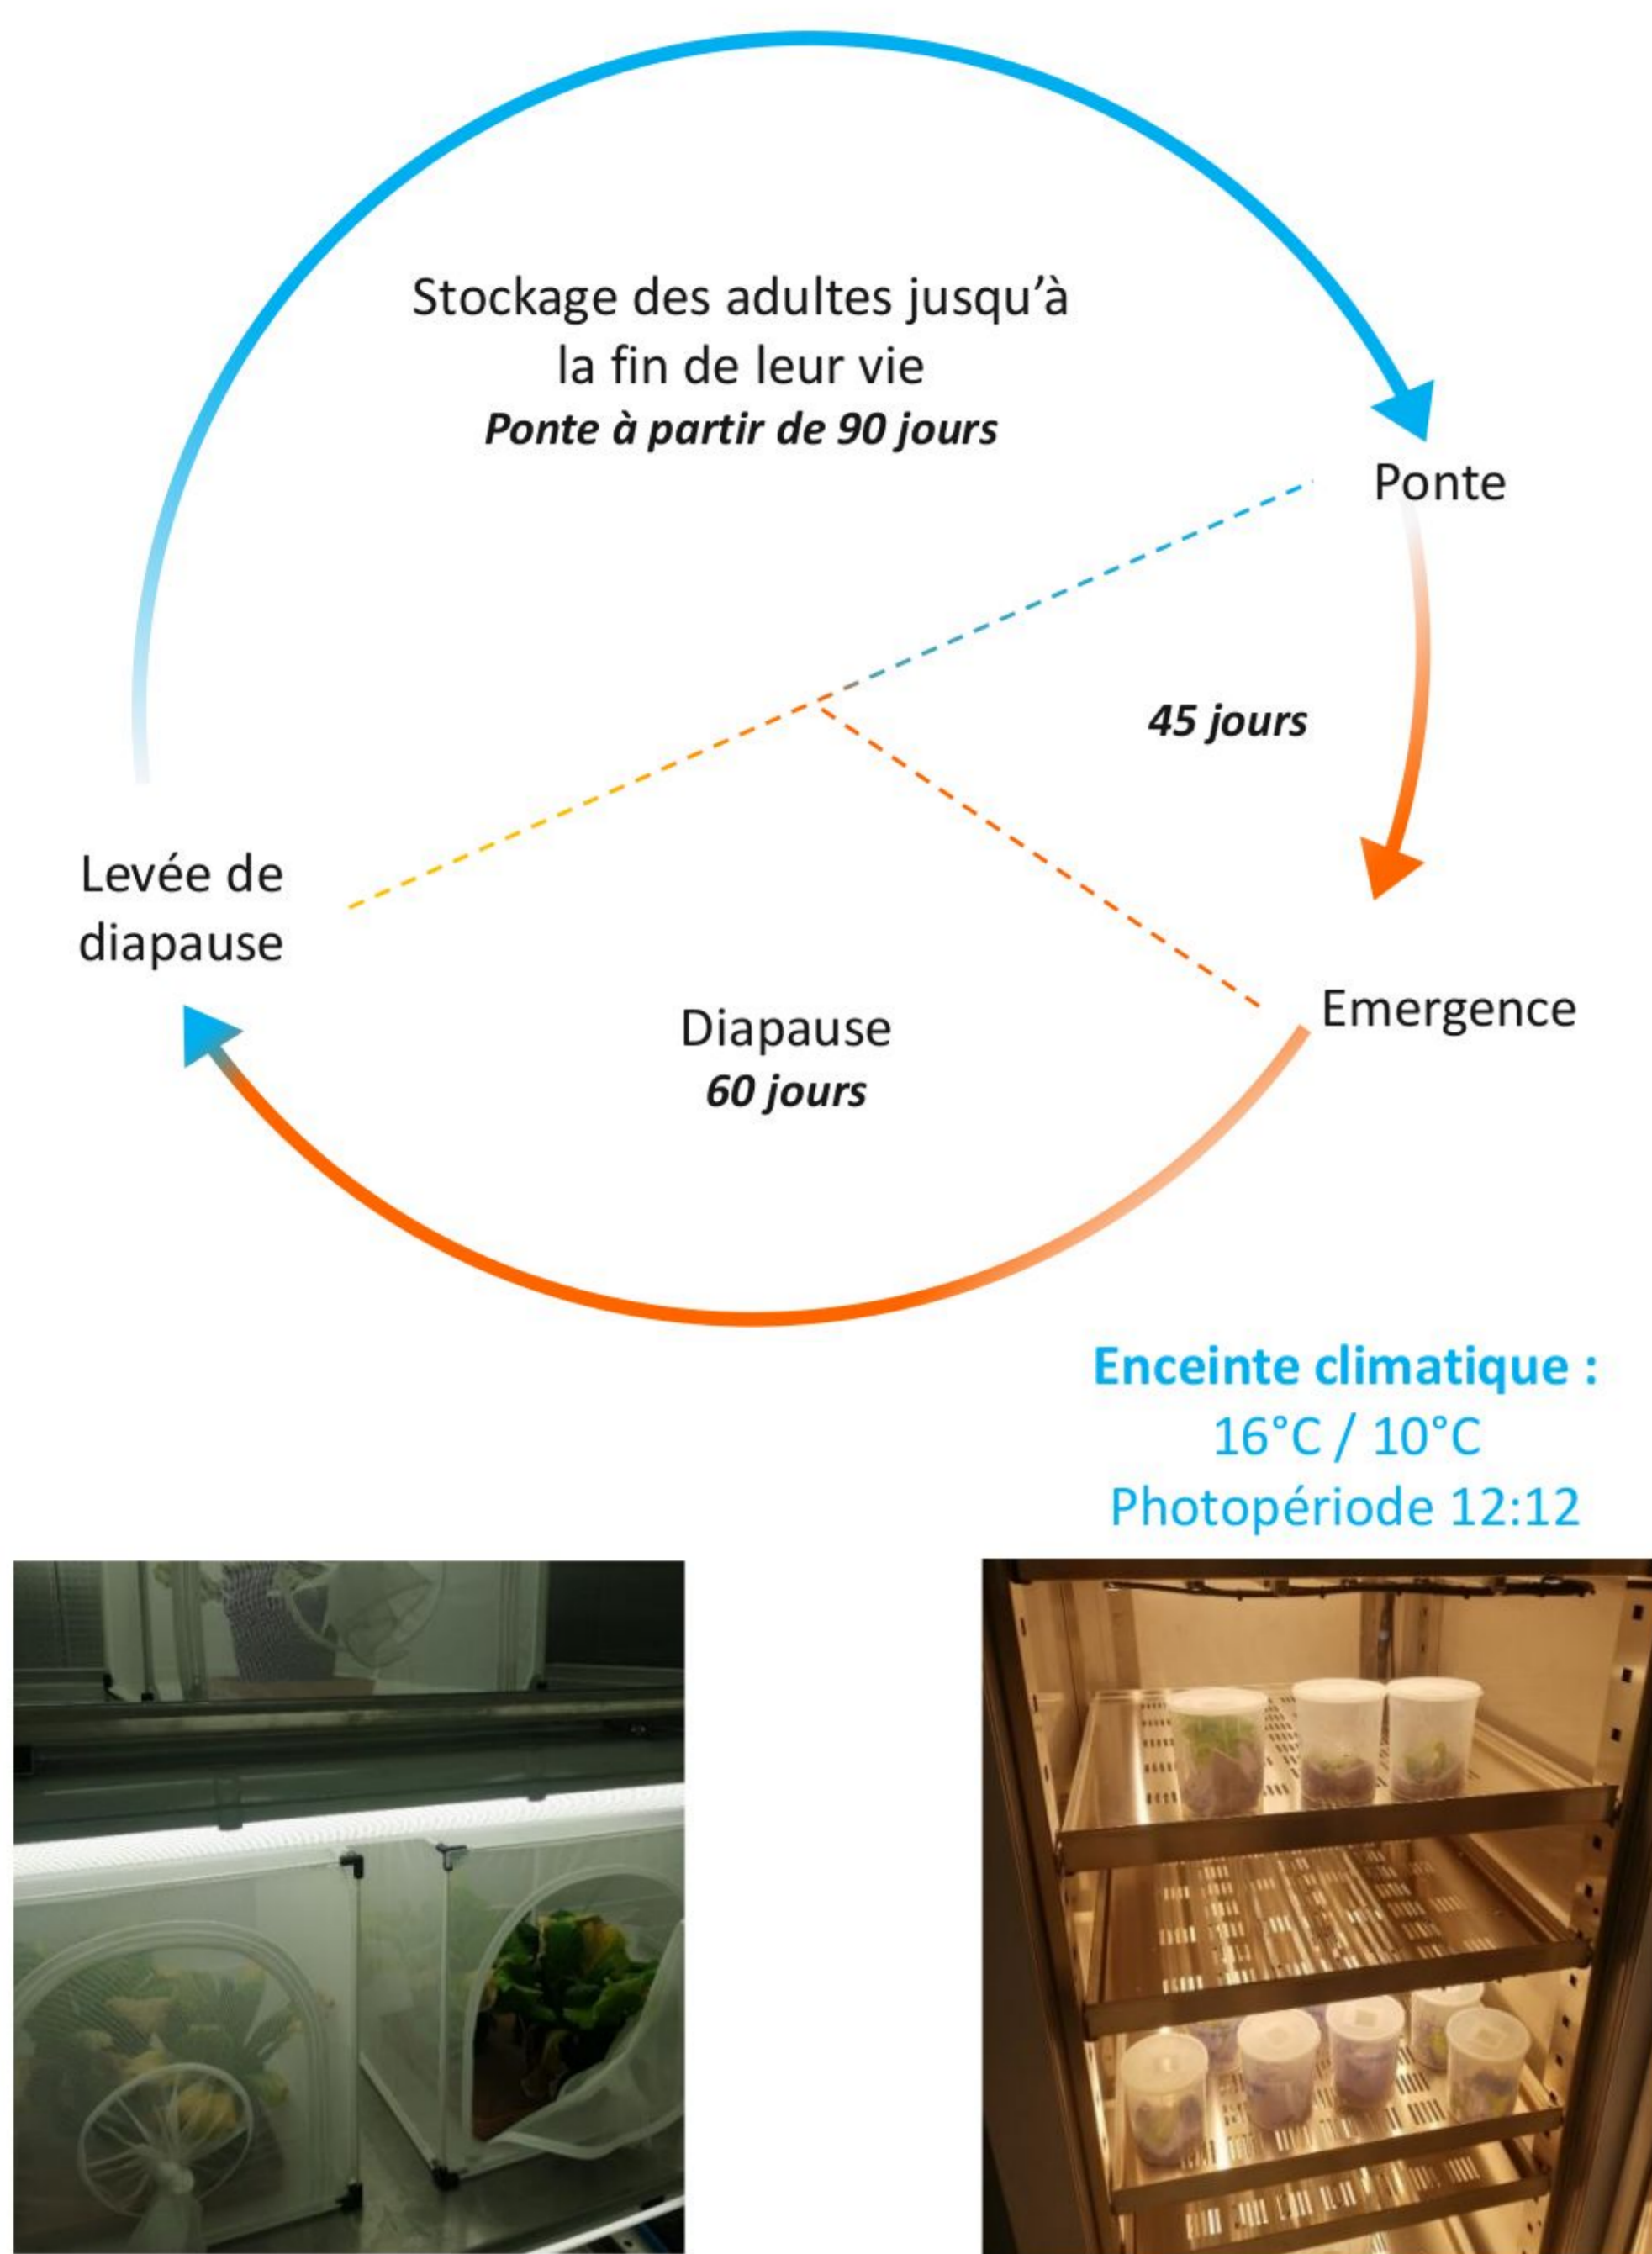 Stockage des adultes jusqu’à
la fin de leur vie
Ponte à partir de 90 jours
Ponte
45 jours
Levée de
diapause
Emergence
Diapause
60 jours
Enceinte climatique :
16°C / 10°C
Photopériode 12:12